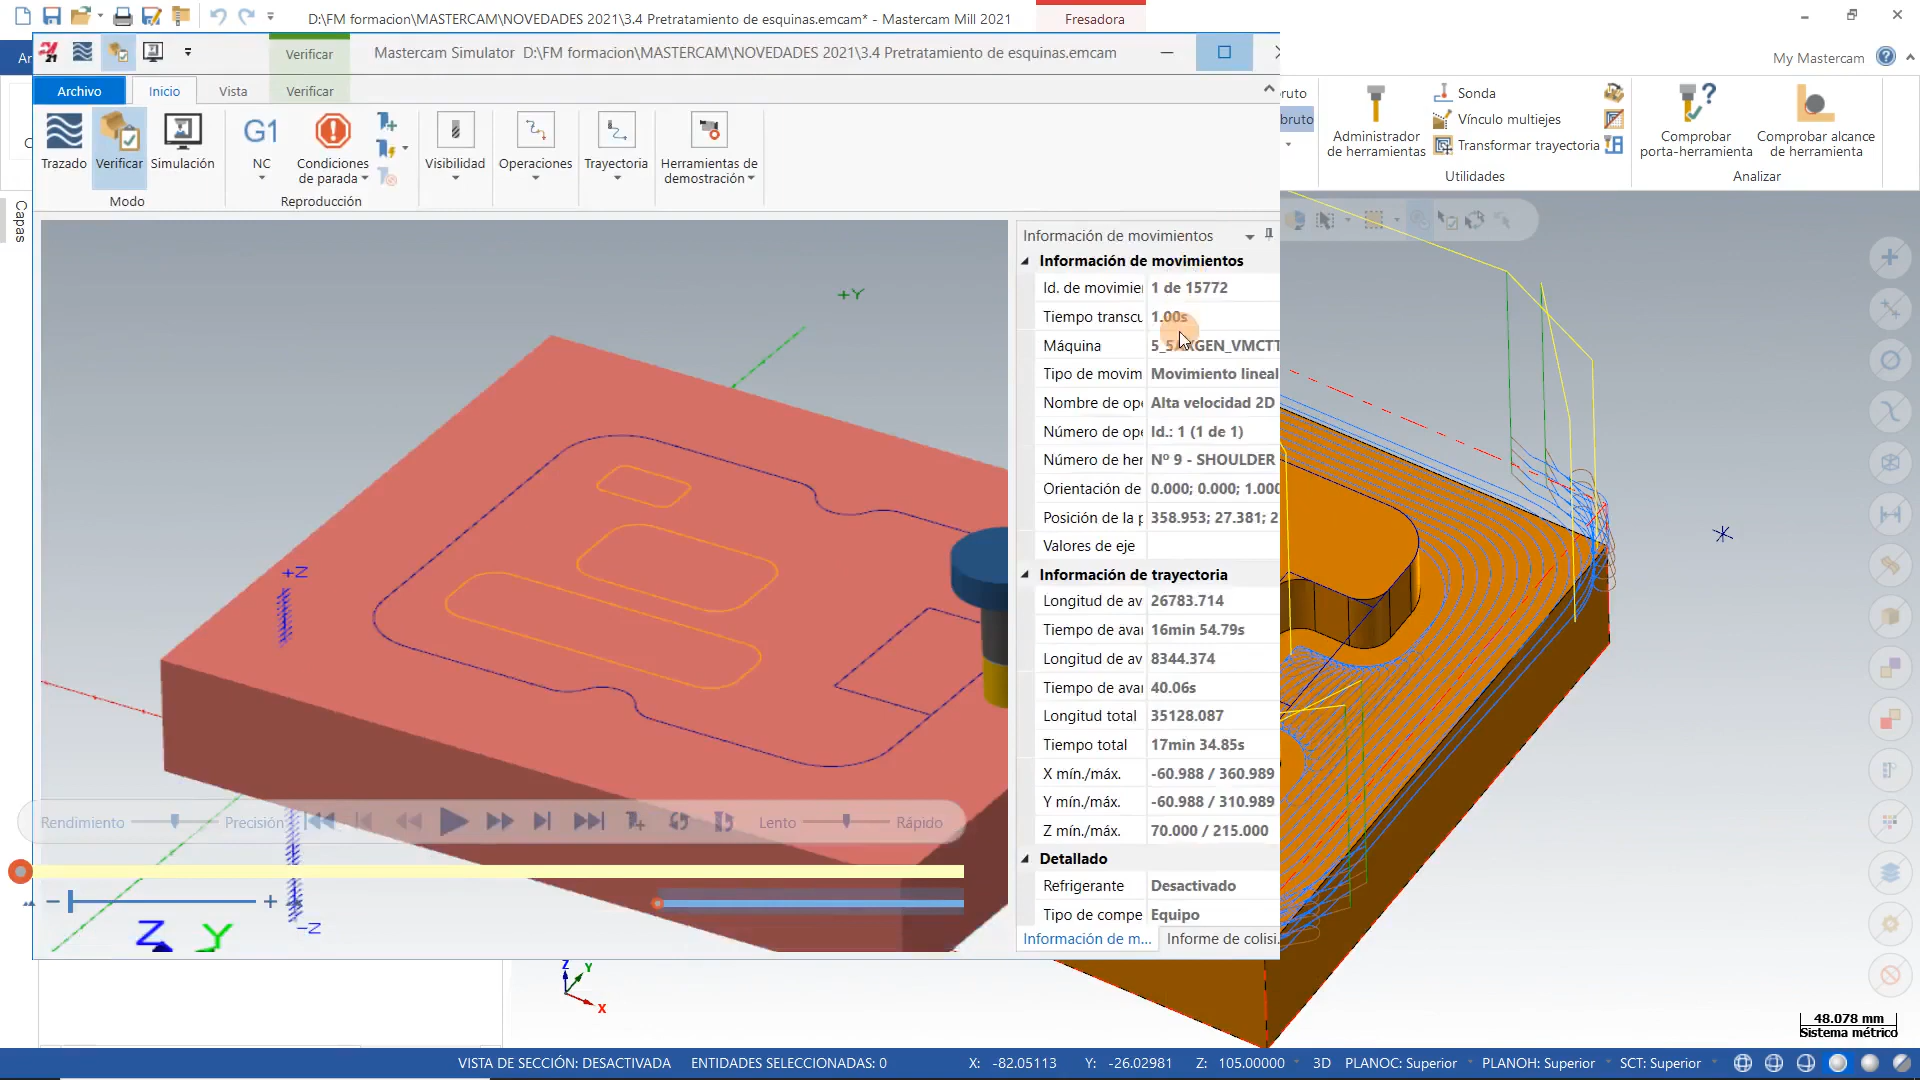 D:\FM formacion\MASTERCAM\NOVEDADES 2021\3.4 Pretratamiento de esquinas.emcam* - Mastercam Mill 2021
Fresadora
My Mastercam
Verificar
Mastercam Simulator D:\FM formacion\MASTERCAM\NOVEDADES 2021\3.4 Pretratamiento de esquinas.emcam
Archivo
Inicio
Vista
Verificar
Trazado
Verificar
Simulación
Modo
G1
NC
Condiciones
de parada
Reproducción
Visibilidad
Operaciones
Trayectoria
Herramientas de
demostración
Administrador
de herramientas
Sonda
Vínculo multiejes
Transformar trayectoria
Utilidades
Comprobar
porta-herramienta
Comprobar alcance
de herramienta
Analizar
bruto
Capas
Información de movimientos
Información de movimientos
Id. de movimier 1 de 15772
Tiempo transcu 1.00s
Máquina
Tipo de movim Movimiento lineal
Nombre de ope Alta velocidad 2D
Número de ope Id.: 1 (1 de 1)
Número de her Nº 9 - SHOULDER
Orientación de 0.000; 0.000; 1.000
Posición de la p 358.953; 27.381; 2
Valores de eje
Información de trayectoria
Longitud de av 26783.714
Tiempo de avar 16min 54.79s
Longitud de av 8344.374
Tiempo de avar 40.06s
Longitud total 35128.087
Tiempo total 17min 34.85s
X mín./máx. -60.988 / 360.989
Y mín./máx. -60.988 / 310.989
Z mín./máx. 70.000 / 215.000
Detallado
Refrigerante Desactivado
Tipo de compe Equipo
Información de m...
Informe de colisi
+Y
+Z
-Z
Z
Y
Rendimiento
Precisión
Lento
Rápido
Z
Y
X
48.078 mm
Sistema métrico
VISTA DE SECCIÓN: DESACTIVADA ENTIDADES SELECCIONADAS: 0 X: -82.05113 Y: -26.02981 Z: 105.00000 3D PLANOC: Superior PLANOH: Superior SCT: Superior